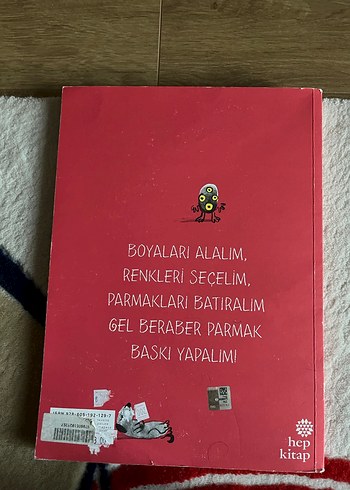 BOYALARI ALALIM,
RENKLERİ SEÇELİM,
PARMAKLARI BATIRALIM
GEL BERABER PARMAK
BASKI YAPALIM!
hep
kitap